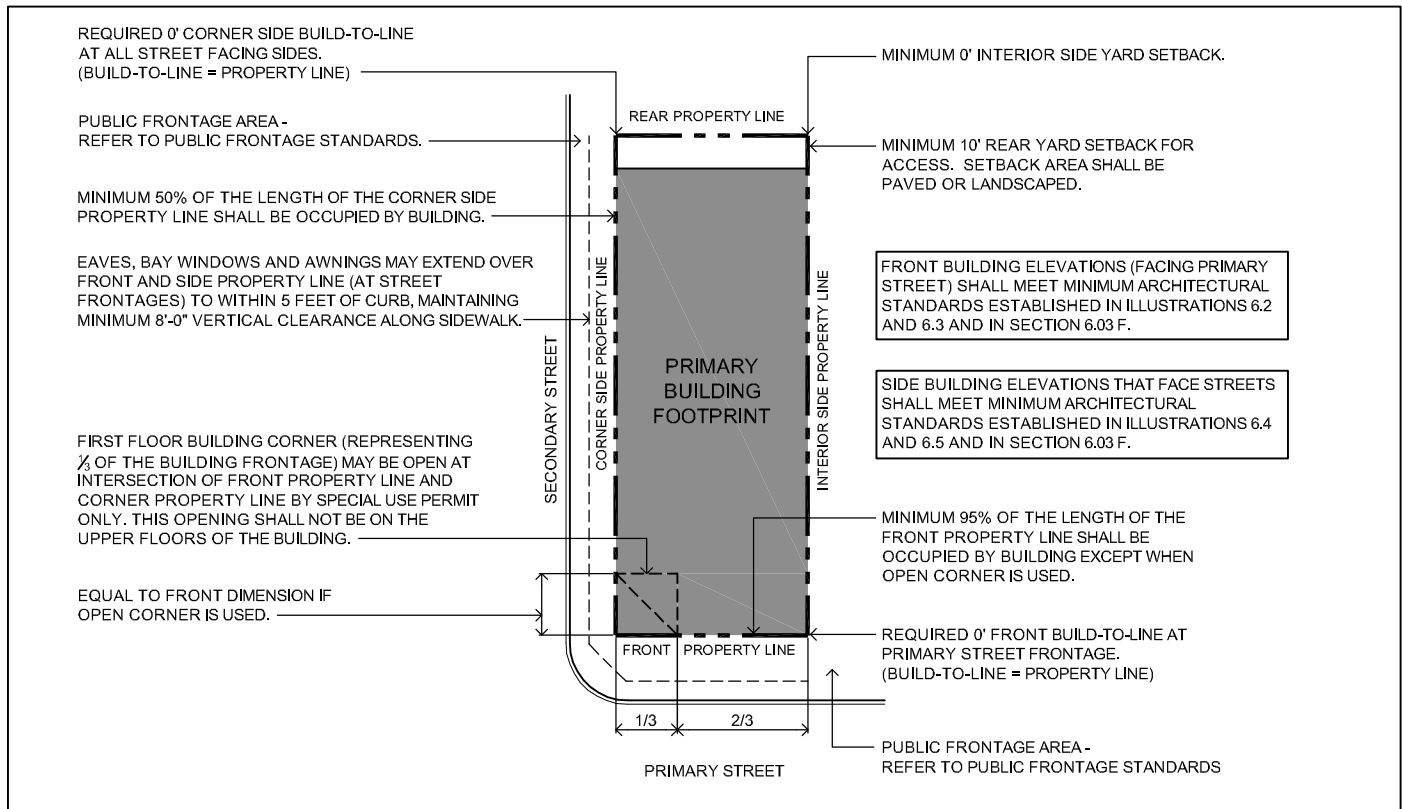 REQUIRED 0' CORNER SIDE BUILD-TO-LINE
AT ALL STREET FACING SIDES.
(BUILD-TO-LINE = PROPERTY LINE)
PUBLIC FRONTAGE AREA -
REFER TO PUBLIC FRONTAGE STANDARDS.
MINIMUM 50% OF THE LENGTH OF THE CORNER SIDE
PROPERTY LINE SHALL BE OCCUPIED BY BUILDING.
EAVES, BAY WINDOWS AND AWNINGS MAY EXTEND OVER
FRONT AND SIDE PROPERTY LINE (AT STREET
FRONTAGES) TO WITHIN 5 FEET OF CURB, MAINTAINING
MINIMUM 8'-0" VERTICAL CLEARANCE ALONG SIDEWALK.
FIRST FLOOR BUILDING CORNER (REPRESENTING
⅓ OF THE BUILDING FRONTAGE) MAY BE OPEN AT
INTERSECTION OF FRONT PROPERTY LINE AND
CORNER PROPERTY LINE BY SPECIAL USE PERMIT
ONLY. THIS OPENING SHALL NOT BE ON THE
UPPER FLOORS OF THE BUILDING.
EQUAL TO FRONT DIMENSION IF
OPEN CORNER IS USED.
SECONDARY STREET
CORNER SIDE PROPERTY LINE
REAR PROPERTY LINE
PRIMARY
BUILDING
FOOTPRINT
INTERIOR SIDE PROPERTY LINE
FRONT PROPERTY LINE
1/3 2/3
PRIMARY STREET
MINIMUM 0' INTERIOR SIDE YARD SETBACK.
MINIMUM 10' REAR YARD SETBACK FOR
ACCESS. SETBACK AREA SHALL BE
PAVED OR LANDSCAPED.
FRONT BUILDING ELEVATIONS (FACING PRIMARY
STREET) SHALL MEET MINIMUM ARCHITECTURAL
STANDARDS ESTABLISHED IN ILLUSTRATIONS 6.2
AND 6.3 AND IN SECTION 6.03 F.
SIDE BUILDING ELEVATIONS THAT FACE STREETS
SHALL MEET MINIMUM ARCHITECTURAL
STANDARDS ESTABLISHED IN ILLUSTRATIONS 6.4
AND 6.5 AND IN SECTION 6.03 F.
MINIMUM 95% OF THE LENGTH OF THE
FRONT PROPERTY LINE SHALL BE
OCCUPIED BY BUILDING EXCEPT WHEN
OPEN CORNER IS USED.
REQUIRED 0' FRONT BUILD-TO-LINE AT
PRIMARY STREET FRONTAGE.
(BUILD-TO-LINE = PROPERTY LINE)
PUBLIC FRONTAGE AREA -
REFER TO PUBLIC FRONTAGE STANDARDS